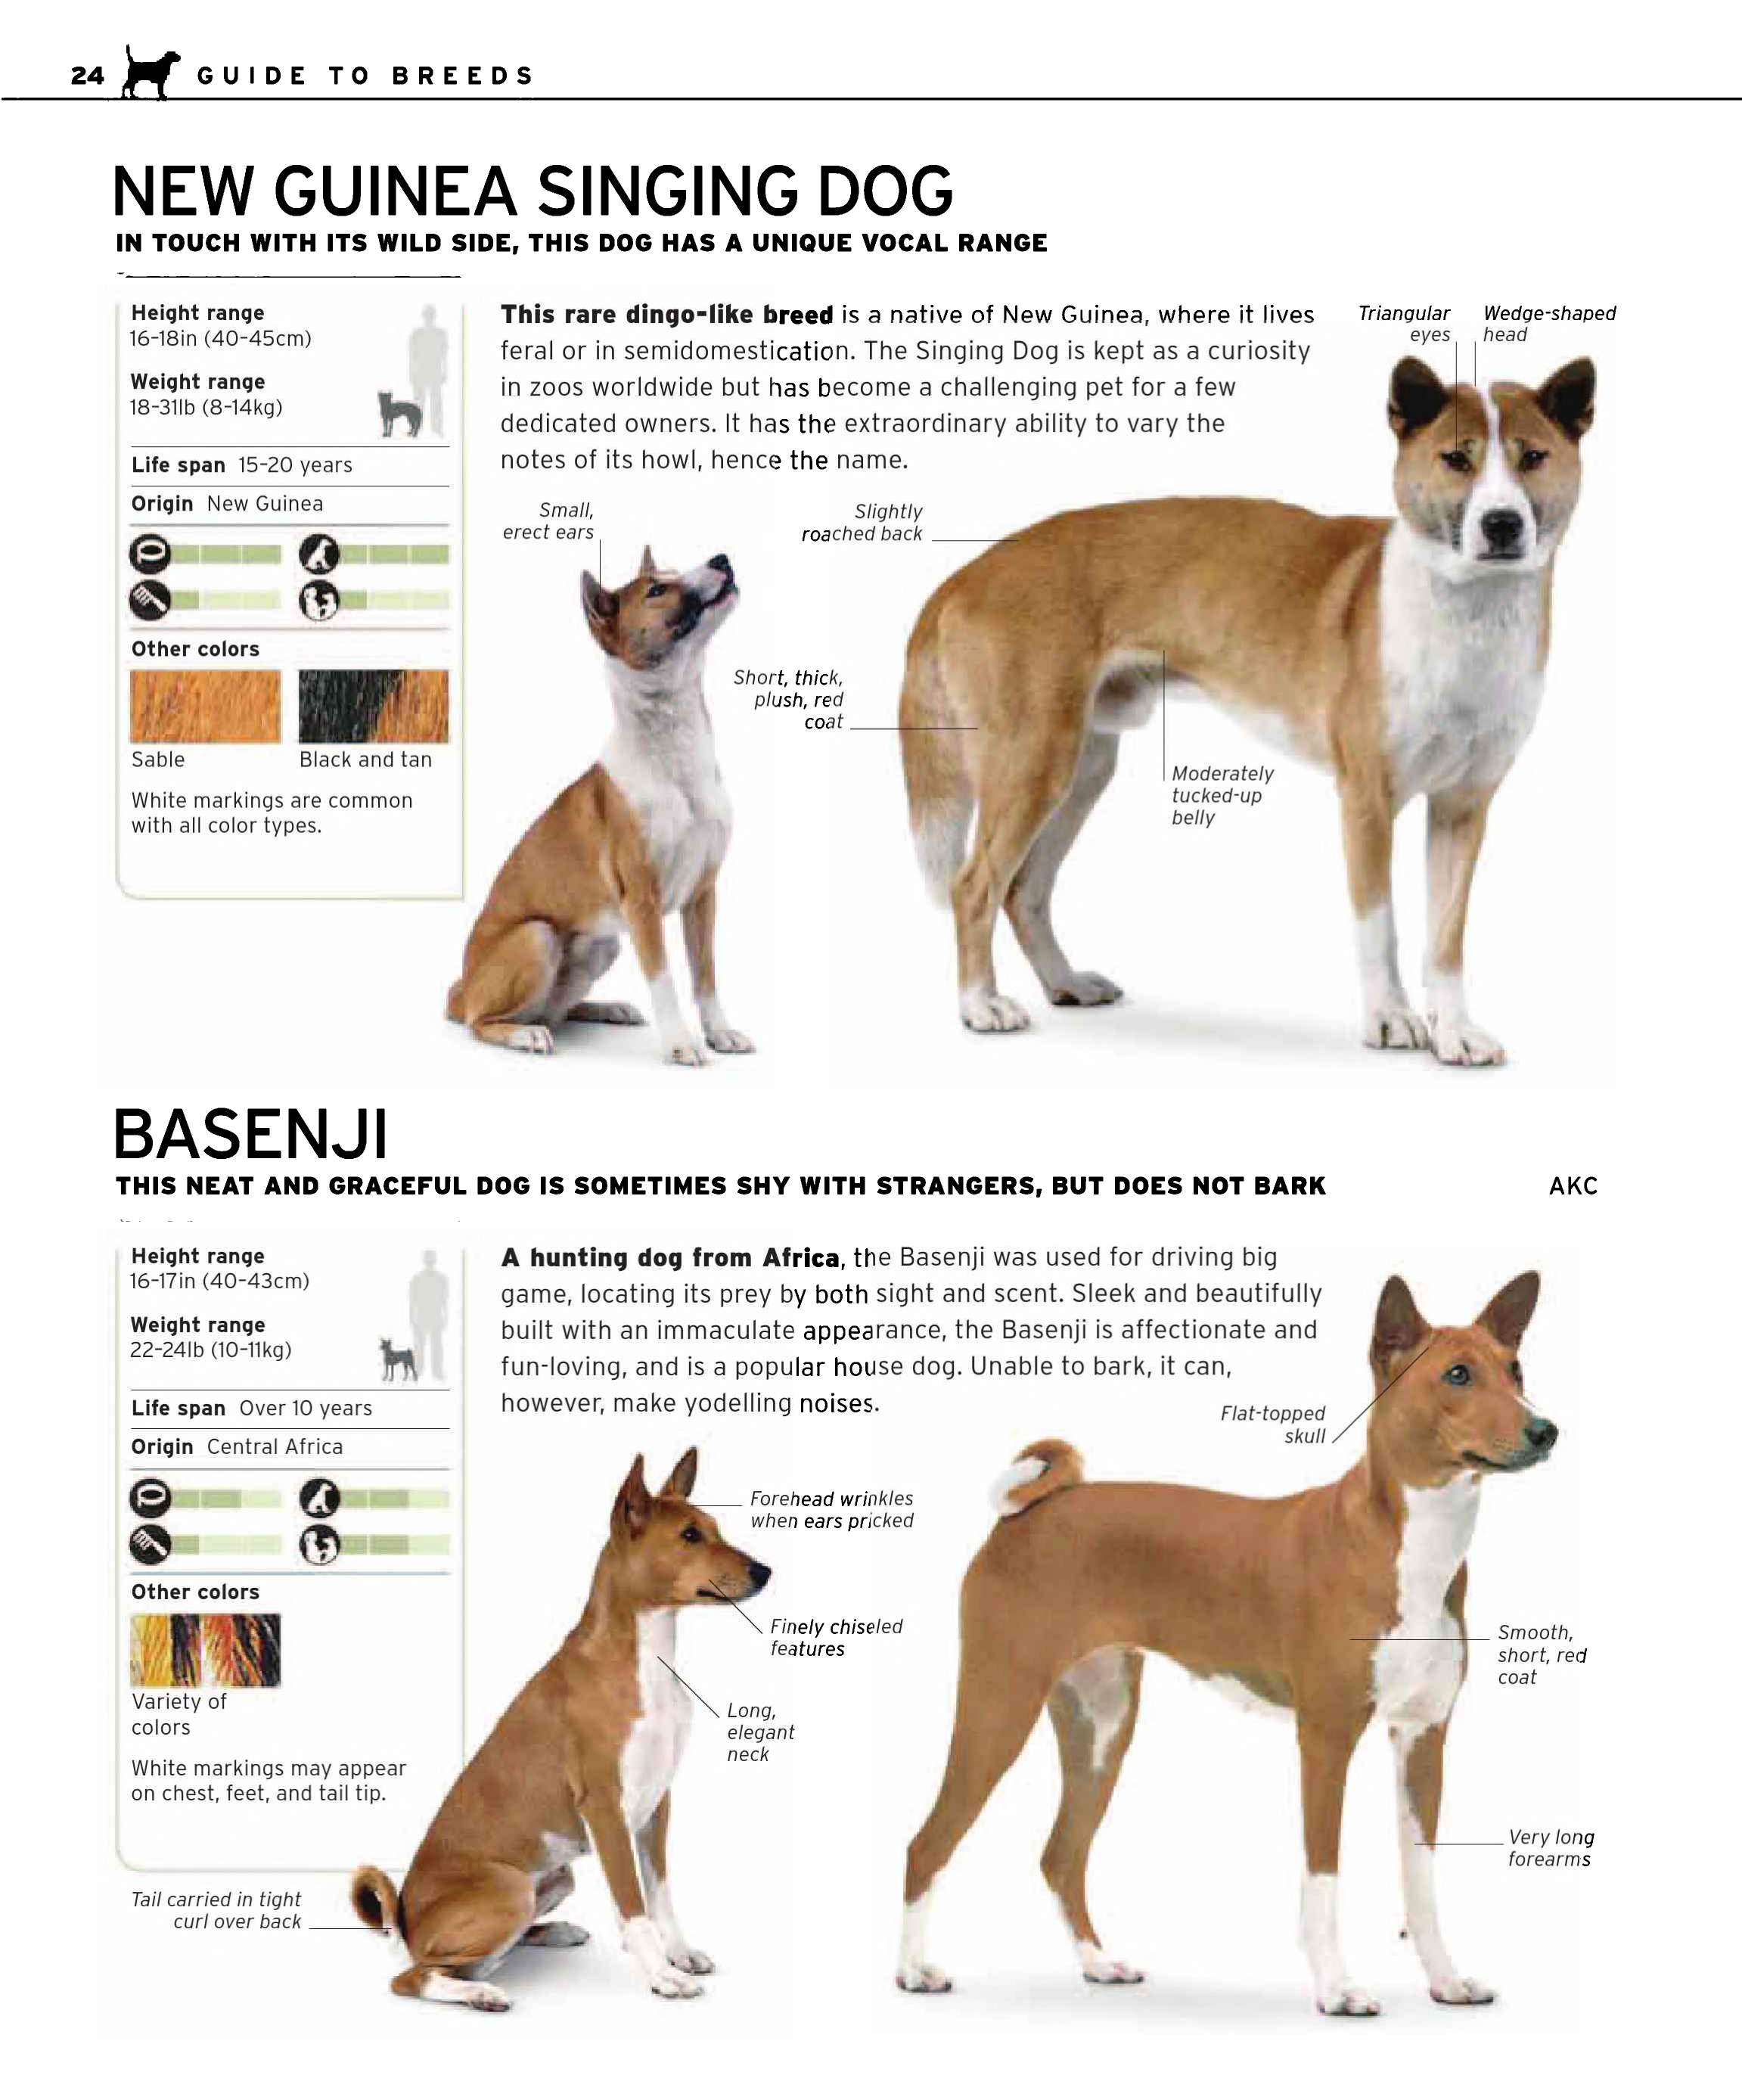 24 GUIDE TO BREEDS
NEW GUINEA SINGING DOG
IN TOUCH WITH ITS WILD SIDE, THIS DOG HAS A UNIQUE VOCAL RANGE
Height range
16-18in (40-45cm)
Weight range
18-31lb (8-14kg)
Life span 15-20 years
Origin New Guinea
Other colors
Sable
Black and tan
White markings are common
with all color types.
This rare dingo-like breed is a native of New Guinea, where it lives
feral or in semidomestication. The Singing Dog is kept as a curiosity
in zoos worldwide but has become a challenging pet for a few
dedicated owners. It has the extraordinary ability to vary the
notes of its howl, hence the name.
Triangular
eyes
Wedge-shaped
head
Small,
erect ears
Slightly
roached back
Short, thick,
plush, red
coat
Moderately
tucked-up
belly
BASENJI
THIS NEAT AND GRACEFUL DOG IS SOMETIMES SHY WITH STRANGERS, BUT DOES NOT BARK
AKC
Height range
16-17in (40-43cm)
Weight range
22-24lb (10-11kg)
Life span Over 10 years
Origin Central Africa
Other colors
Variety of
colors
White markings may appear
on chest, feet, and tail tip.
A hunting dog from Africa, the Basenji was used for driving big
game, locating its prey by both sight and scent. Sleek and beautifully
built with an immaculate appearance, the Basenji is affectionate and
fun-loving, and is a popular house dog. Unable to bark, it can,
however, make yodelling noises.
Flat-topped
skull
Forehead wrinkles
when ears pricked
Finely chiseled
features
Long,
elegant
neck
Smooth,
short, red
coat
Very long
forearms
Tail carried in tight
curl over back